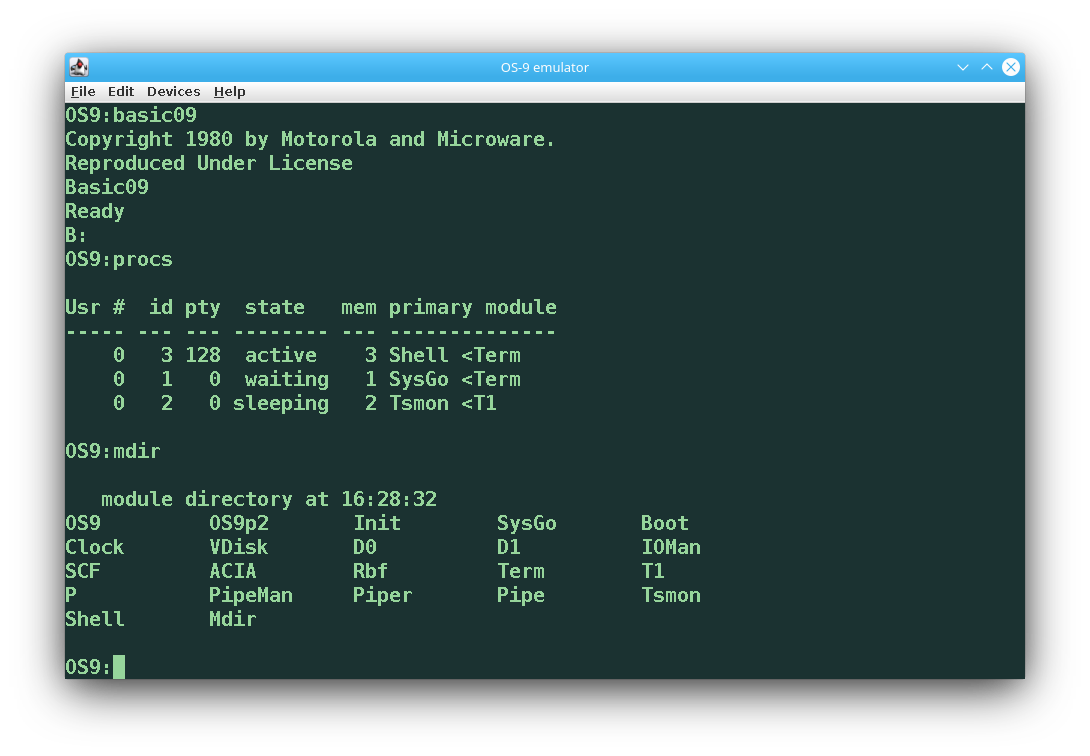 OS-9 emulator
File Edit Devices Help
OS9:basic09
Copyright 1980 by Motorola and Microware.
Reproduced Under License
Basic09
Ready
B:
OS9:procs
Usr #  id pty  state   mem primary module
----- --- --- -------- --- --------------
    0   3 128  active    3 Shell <Term
    0   1   0  waiting   1 SysGo <Term
    0   2   0 sleeping   2 Tsmon <T1
OS9:mdir
   module directory at 16:28:32
OS9         OS9p2       Init        SysGo       Boot
Clock       VDisk       D0          D1          IOMan
SCF         ACIA        Rbf         Term        T1
P           PipeMan     Piper       Pipe        Tsmon
Shell       Mdir
OS9: